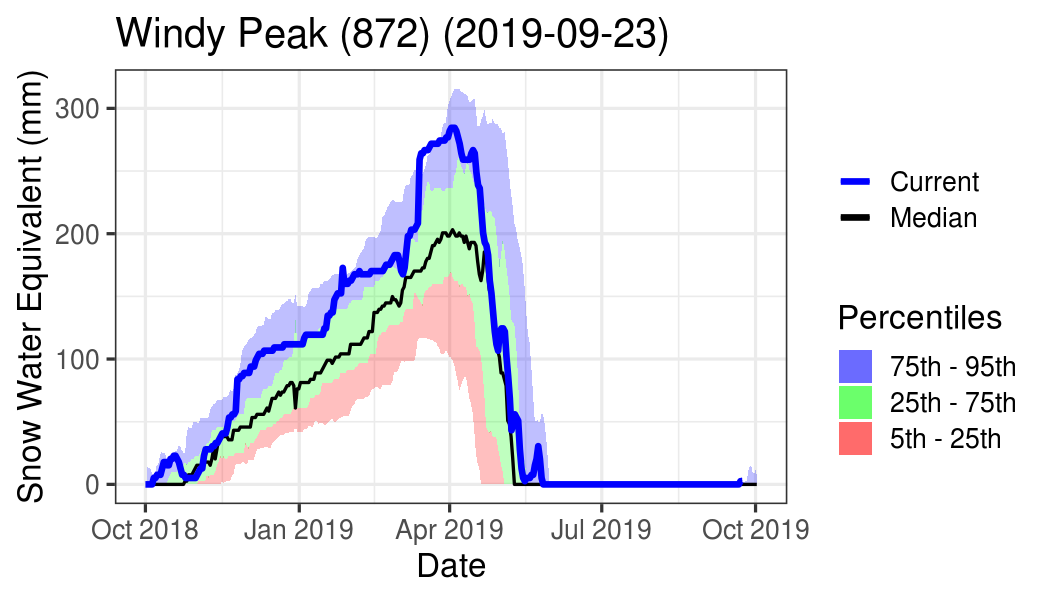 Windy Peak (872) (2019-09-23)
Snow Water Equivalent (mm)
300
200
100
0
Oct 2018 Jan 2019 Apr 2019 Jul 2019 Oct 2019
Date
Current
Median
Percentiles
75th - 95th
25th - 75th
5th - 25th